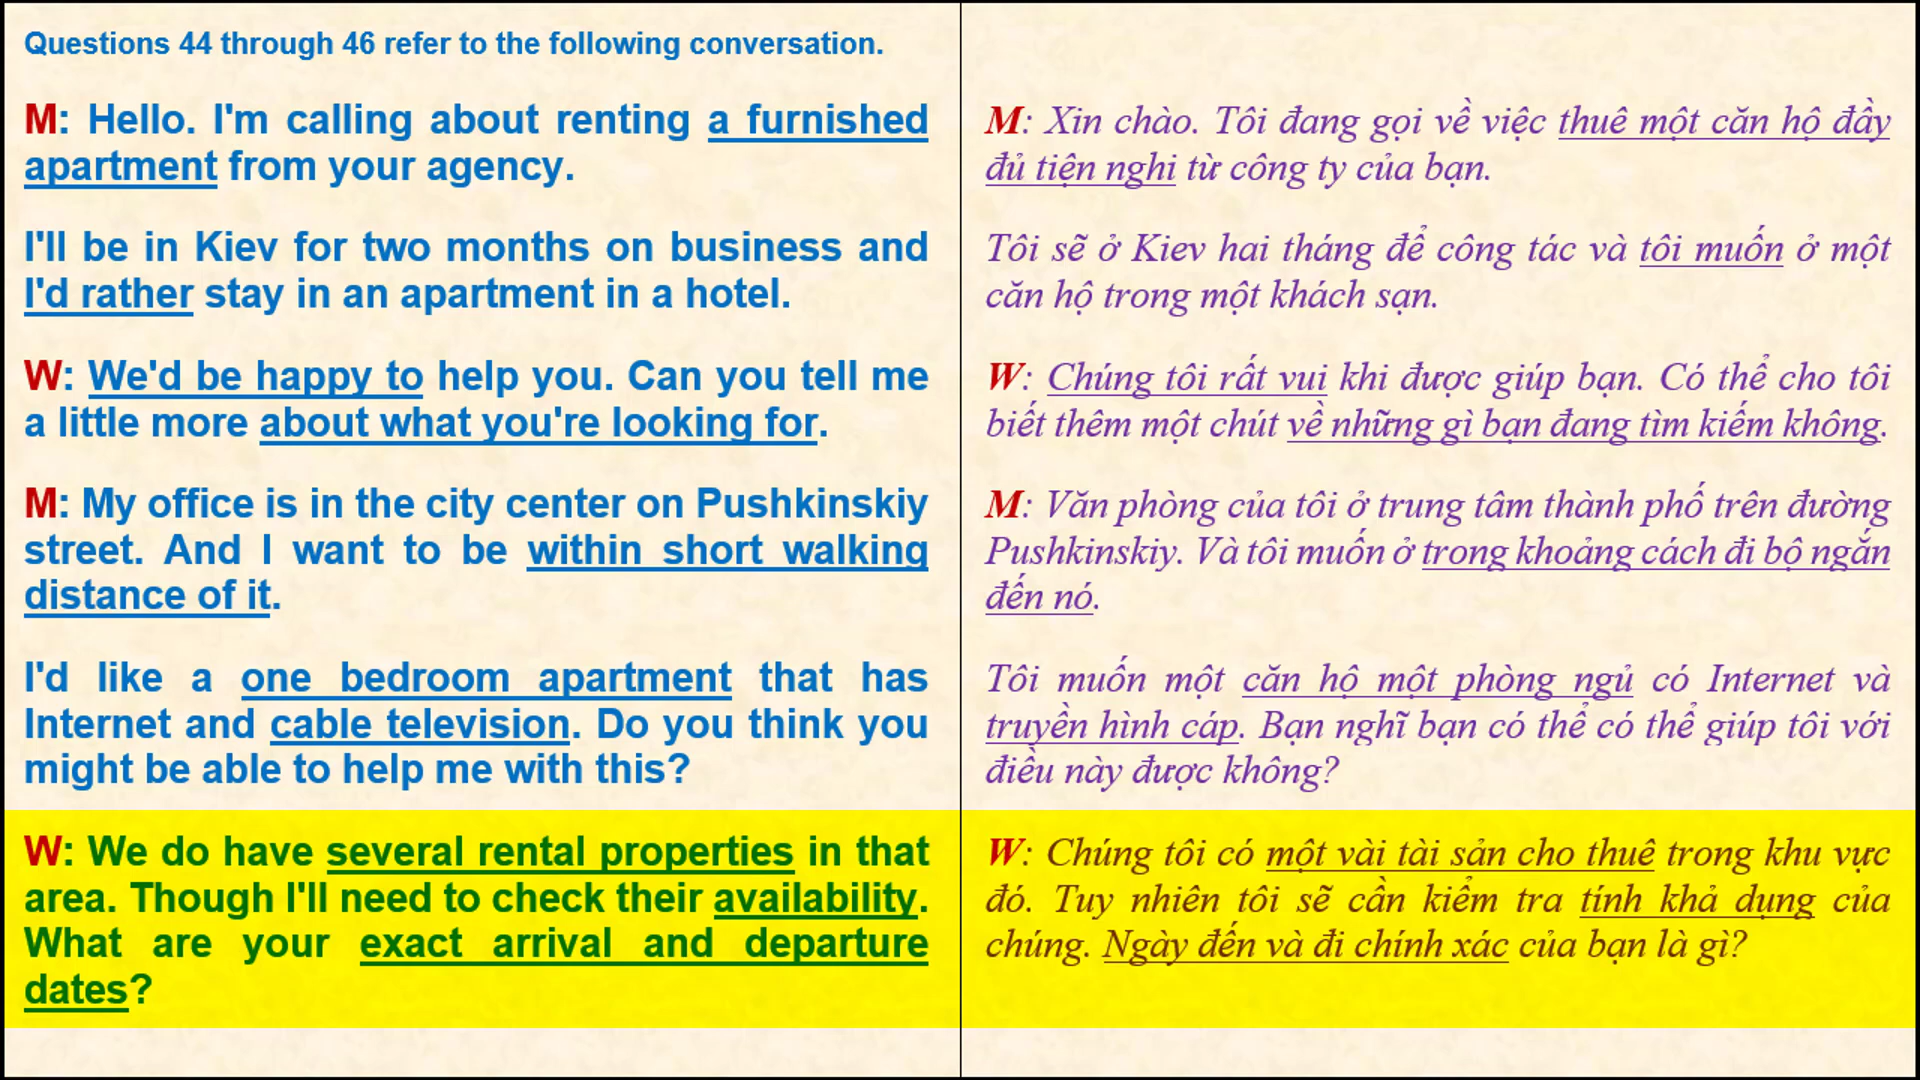 Questions 44 through 46 refer to the following conversation.
M: Hello. I'm calling about renting a furnished
apartment from your agency.
I'll be in Kiev for two months on business and
I'd rather stay in an apartment in a hotel.
W: We'd be happy to help you. Can you tell me
a little more about what you're looking for.
M: My office is in the city center on Pushkinskiy
street. And I want to be within short walking
distance of it.
I'd like a one bedroom apartment that has
Internet and cable television. Do you think you
might be able to help me with this?
W: We do have several rental properties in that
area. Though I'll need to check their availability.
What are your exact arrival and departure
dates?
M: Xin chào. Tôi đang gọi về việc thuê một căn hộ đầy
đủ tiện nghi từ công ty của bạn.
Tôi sẽ ở Kiev hai tháng để công tác và tôi muốn ở một
căn hộ trong một khách sạn.
W: Chúng tôi rất vui khi được giúp bạn. Có thể cho tôi
biết thêm một chút về những gì bạn đang tìm kiếm không.
M: Văn phòng của tôi ở trung tâm thành phố trên đường
Pushkinskiy. Và tôi muốn ở trong khoảng cách đi bộ ngắn
đến nó.
Tôi muốn một căn hộ một phòng ngủ có Internet và
truyền hình cáp. Bạn nghĩ bạn có thể có thể giúp tôi với
điều này được không?
W: Chúng tôi có một vài tài sản cho thuê trong khu vực
đó. Tuy nhiên tôi sẽ cần kiểm tra tính khả dụng của
chúng. Ngày đến và đi chính xác của bạn là gì?